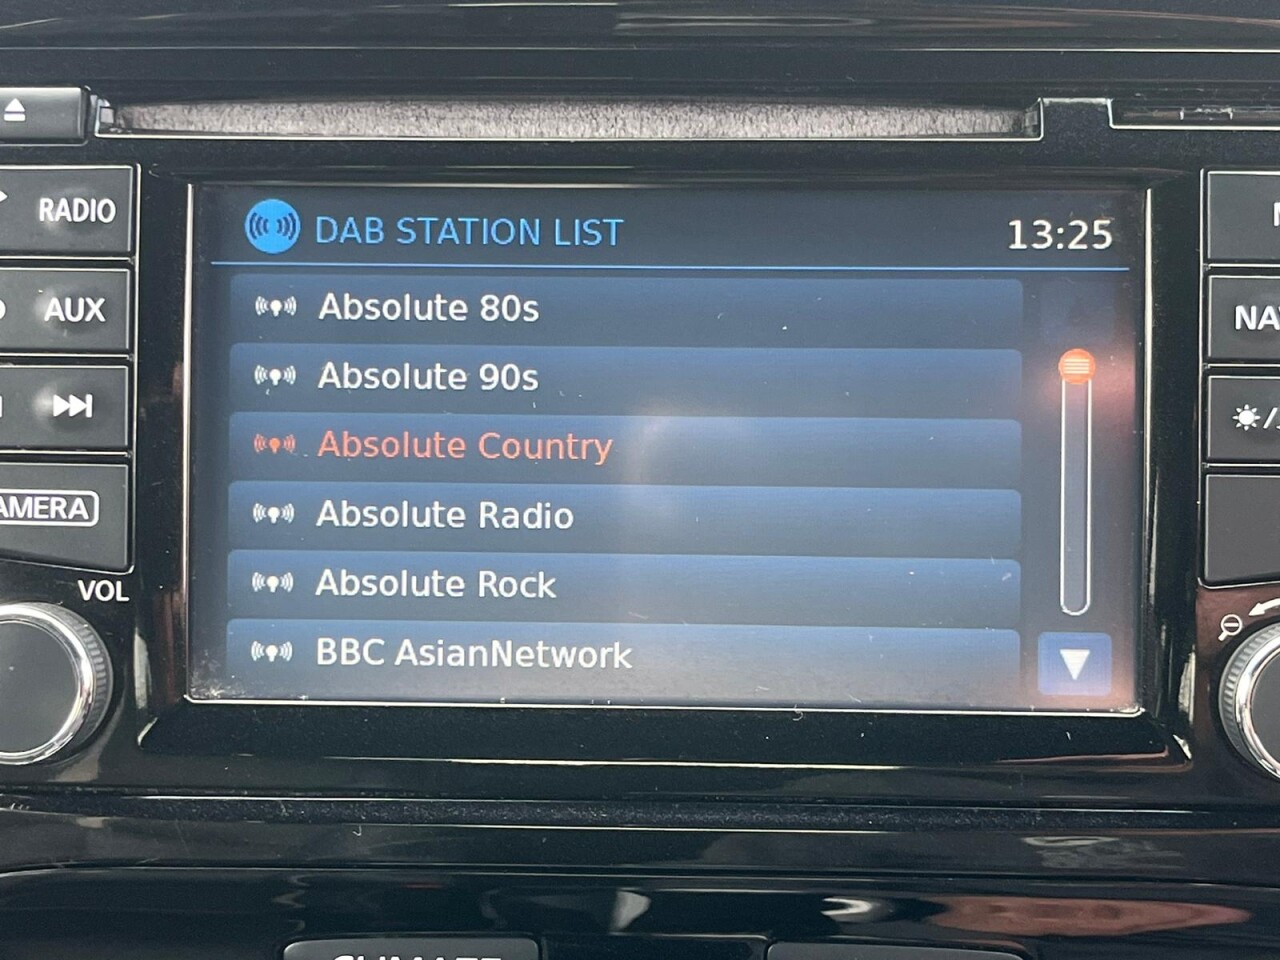 RADIO
AUX
AMERA
VOL
DAB STATION LIST
13:25
Absolute 80s
Absolute 90s
Absolute Country
Absolute Radio
Absolute Rock
BBC AsianNetwork
NA